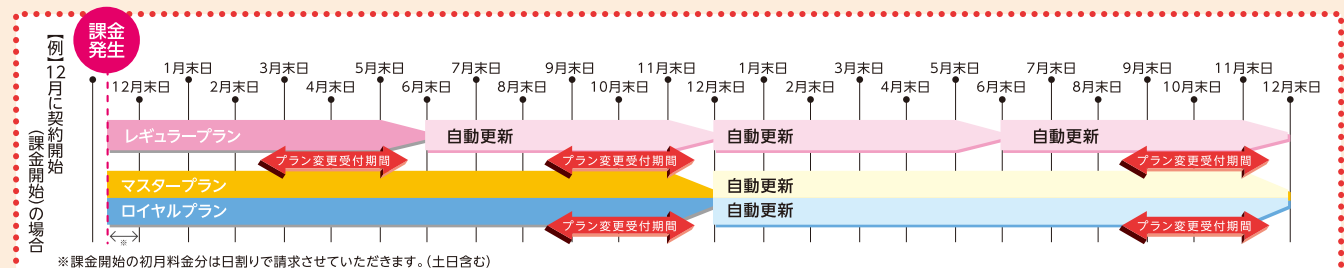 課金
発生
【例】12月に契約開始
（課金開始）の場合
1月末日 3月末日 5月末日 7月末日 9月末日 11月末日 1月末日 3月末日 5月末日 7月末日 9月末日 11月末日
12月末日 2月末日 4月末日 6月末日 8月末日 10月末日 12月末日 2月末日 4月末日 6月末日 8月末日 10月末日 12月末日
レギュラープラン 自動更新 自動更新 自動更新
プラン変更受付期間 プラン変更受付期間 プラン変更受付期間
マスタープラン 自動更新
ロイヤルプラン 自動更新
プラン変更受付期間 プラン変更受付期間
※
※課金開始の初月料金分は日割りで請求させていただきます。（土日含む）